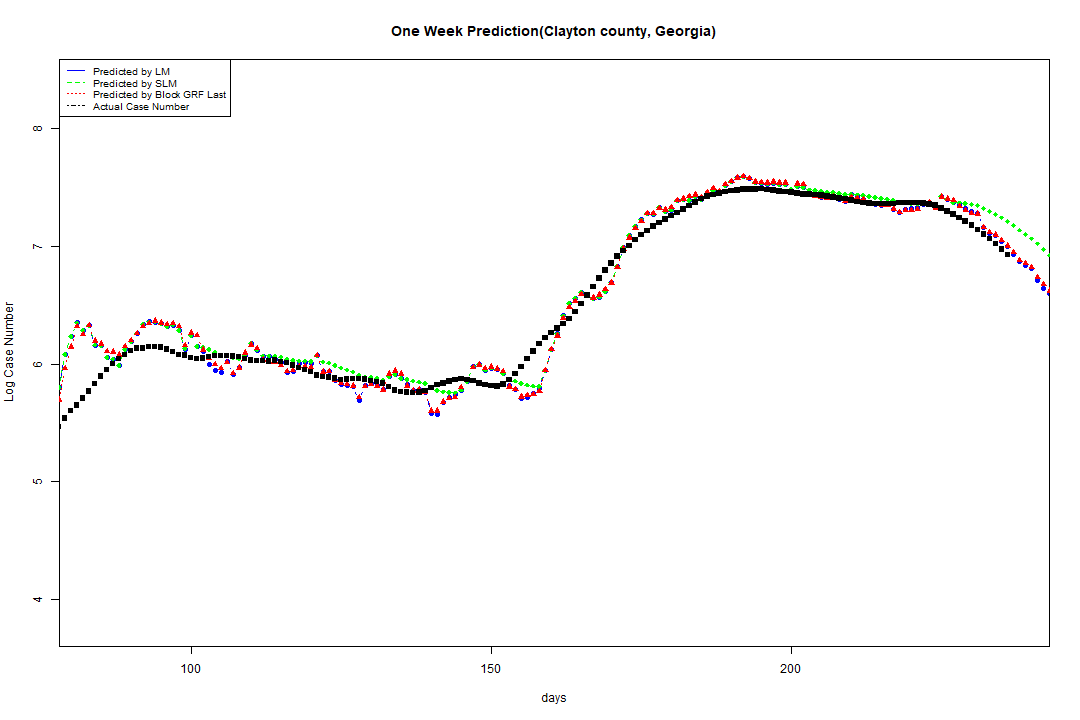 One Week Prediction(Clayton county, Georgia)
Predicted by LM
Predicted by SLM
Predicted by Block GRF Last
Actual Case Number
Log Case Number
8
7
6
5
4
100
150
200
days